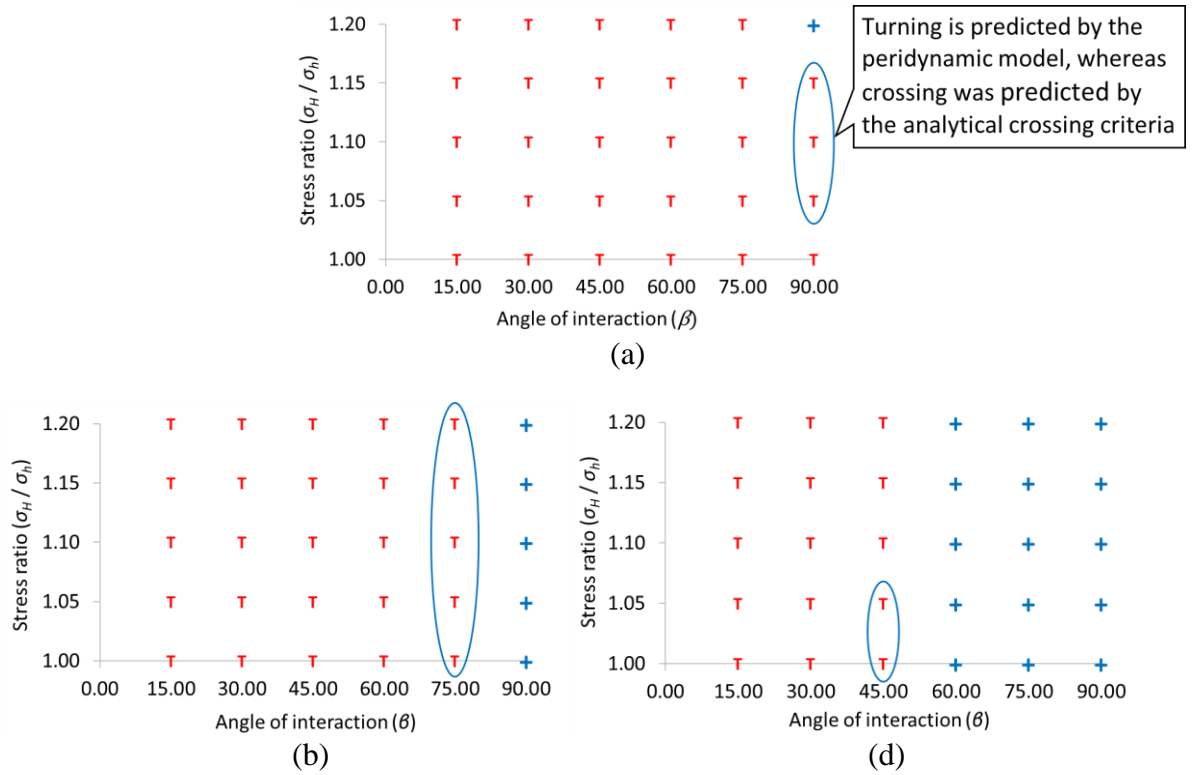 Turning is predicted by the
peridynamic model, whereas
crossing was predicted by
the analytical crossing criteria
Stress ratio (σH / σh)
1.20 T T T T T +
1.15 T T T T T T
1.10 T T T T T T
1.05 T T T T T T
1.00 T T T T T T
0.00 15.00 30.00 45.00 60.00 75.00 90.00
Angle of interaction (β)
(a)
Stress ratio (σH / σh)
1.20 T T T T T +
1.15 T T T T T +
1.10 T T T T T +
1.05 T T T T T +
1.00 T T T T T +
0.00 15.00 30.00 45.00 60.00 75.00 90.00
Angle of interaction (β)
(b)
Stress ratio (σH / σh)
1.20 T T T + + +
1.15 T T T + + +
1.10 T T T + + +
1.05 T T T + + +
1.00 T T T + + +
0.00 15.00 30.00 45.00 60.00 75.00 90.00
Angle of interaction (β)
(d)